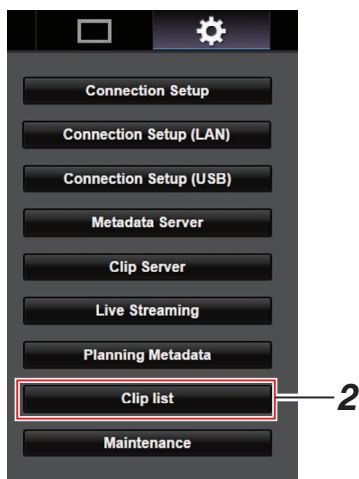 Connection Setup
Connection Setup (LAN)
Connection Setup (USB)
Metadata Server
Clip Server
Live Streaming
Planning Metadata
Clip list
2
Maintenance